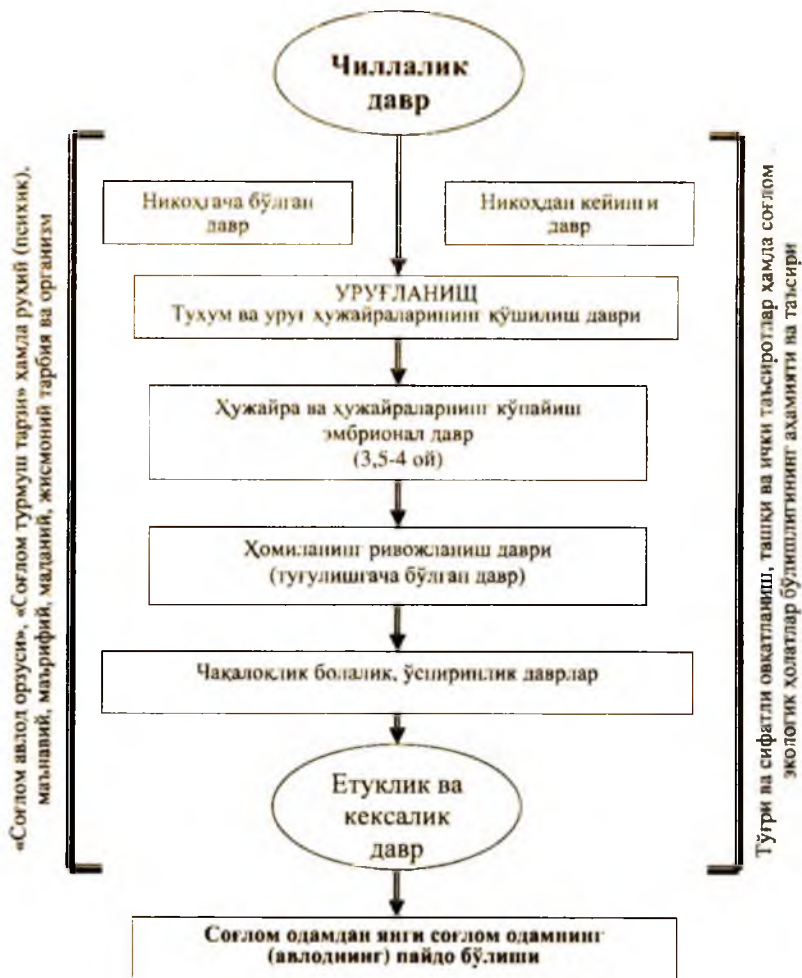 Чиллалик
давр
Никоҳгача бўлган
давр
Никоҳдан кейинги
давр
УРУҒЛАНИЩ
Тухум ва уруғ ҳужайраларининг қўшилиш даври
Ҳужайра ва ҳужайраларнинг кўпайиш
эмбрионал давр
(3,5-4 ой)
Ҳомиланинг ривожланиш даври
(туғулишгача бўлган давр)
Чақалоқлик болалик, ўспиринлик даврлар
Етуклик ва
кексалик
давр
Соғлом одамдан янги соғлом одамнинг
(авлоднинг) пайдо бўлиши
«Соғлом авлод орзуси», «Соғлом турмуш тарзи» ҳамда руҳий (психик),
маънавий, маърифий, маданий, жисмоний тарбия ва организм
Тўғри ва сифатли овқатланиш, ташқи ва ички таъсиротлар ҳамда соғлом
экологик ҳолатлар бўлишлигининг аҳамияти ва таъсири